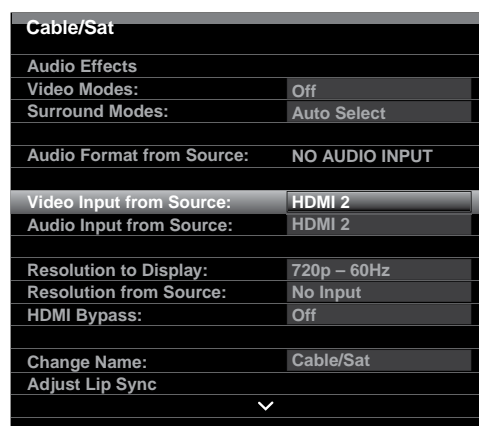 Cable/Sat
Audio Effects
Video Modes: Off
Surround Modes: Auto Select
Audio Format from Source: NO AUDIO INPUT
Video Input from Source: HDMI 2
Audio Input from Source: HDMI 2
Resolution to Display: 720p – 60Hz
Resolution from Source: No Input
HDMI Bypass: Off
Change Name: Cable/Sat
Adjust Lip Sync